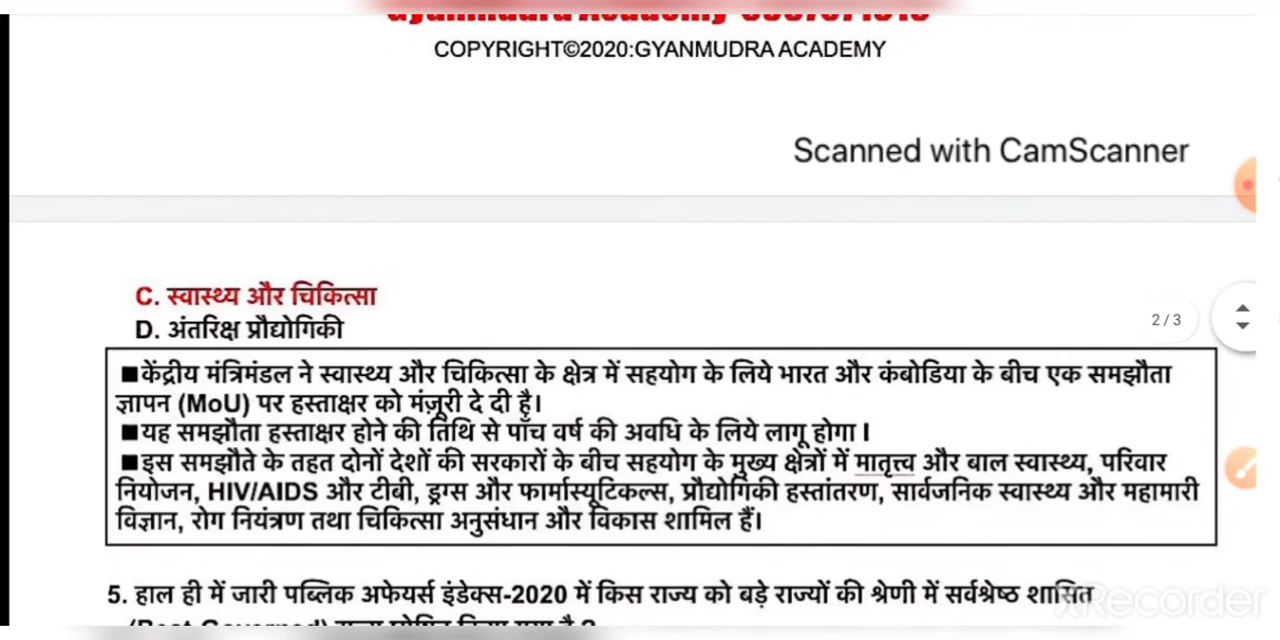 COPYRIGHT©2020:GYANMUDRA ACADEMY
Scanned with CamScanner
C. स्वास्थ्य और चिकित्सा
2/3
D. अंतरिक्ष प्रौद्योगिकी
■केंद्रीय मंत्रिमंडल ने स्वास्थ्य और चिकित्सा के क्षेत्र में सहयोग के लिये भारत और कंबोडिया के बीच एक समझौता
ज्ञापन (MoU) पर हस्ताक्षर को मंज़ूरी दे दी है।
■यह समझौता हस्ताक्षर होने की तिथि से पाँच वर्ष की अवधि के लिये लागू होगा।
■इस समझौते के तहत दोनों देशों की सरकारों के बीच सहयोग के मुख्य क्षेत्रों में मातृत्त्व और बाल स्वास्थ्य, परिवार
नियोजन, HIV/AIDS और टीबी, ड्रग्स और फार्मास्यूटिकल्स, प्रौद्योगिकी हस्तांतरण, सार्वजनिक स्वास्थ्य और महामारी
विज्ञान, रोग नियंत्रण तथा चिकित्सा अनुसंधान और विकास शामिल हैं।
5. हाल ही में जारी पब्लिक अफेयर्स इंडेक्स-2020 में किस राज्य को बड़े राज्यों की श्रेणी में सर्वश्रेष्ठ शासित
XRecorder